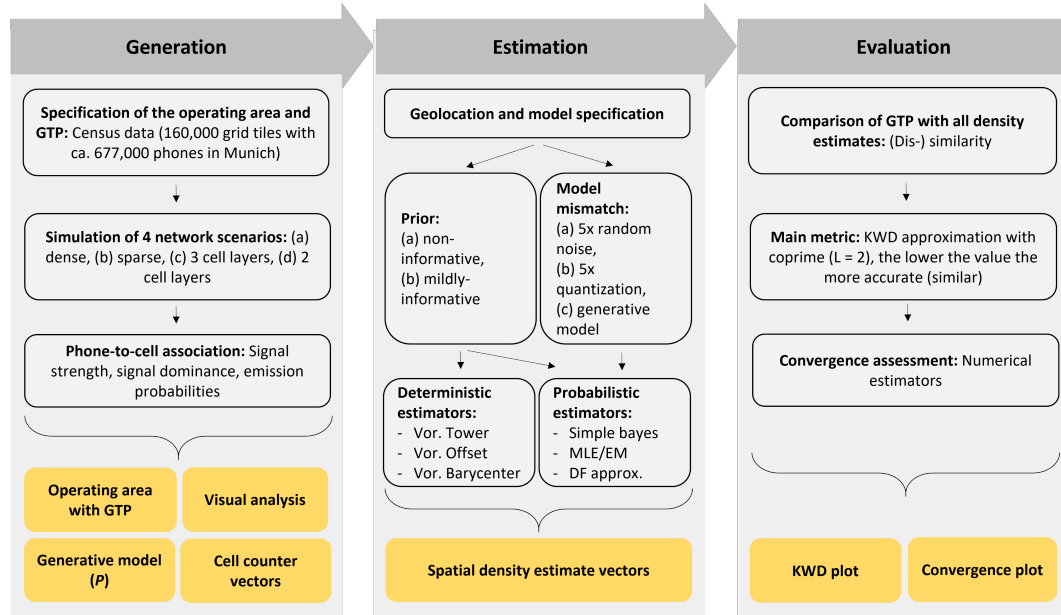 Generation
Specification of the operating area and
GTP: Census data (160,000 grid tiles with
ca. 677,000 phones in Munich)
Simulation of 4 network scenarios: (a)
dense, (b) sparse, (c) 3 cell layers, (d) 2
cell layers
Phone-to-cell association: Signal
strength, signal dominance, emission
probabilities
Operating area
with GTP
Visual analysis
Generative model
(P)
Cell counter
vectors
Estimation
Geolocation and model specification
Prior:
(a) non-
informative,
(b) mildly-
informative
Model
mismatch:
(a) 5x random
noise,
(b) 5x
quantization,
(c) generative
model
Deterministic
estimators:
- Vor. Tower
- Vor. Offset
- Vor. Barycenter
Probabilistic
estimators:
- Simple bayes
- MLE/EM
- DF approx.
Spatial density estimate vectors
Evaluation
Comparison of GTP with all density
estimates: (Dis-) similarity
Main metric: KWD approximation with
coprime (L = 2), the lower the value the
more accurate (similar)
Convergence assessment: Numerical
estimators
KWD plot
Convergence plot